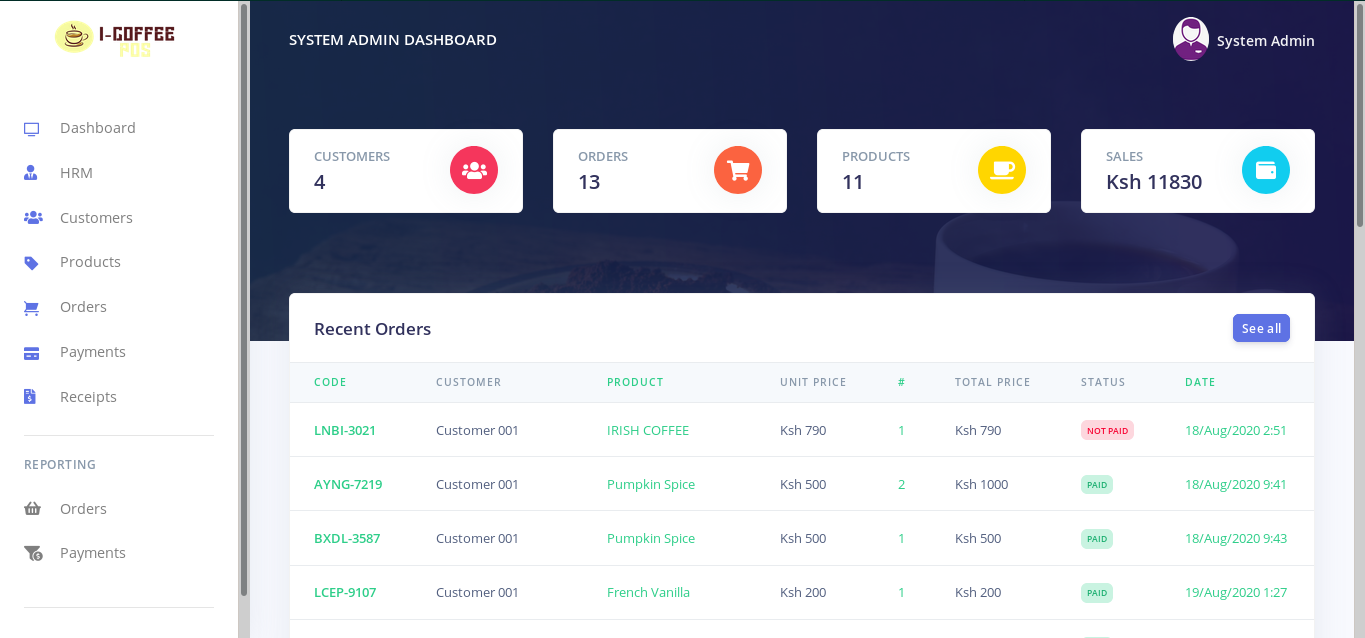 I-COFFEE
POS
Dashboard
HRM
Customers
Products
Orders
Payments
Receipts
REPORTING
Orders
Payments
SYSTEM ADMIN DASHBOARD
System Admin
CUSTOMERS
4
ORDERS
13
PRODUCTS
11
SALES
Ksh 11830
Recent Orders
See all
CODE CUSTOMER PRODUCT UNIT PRICE # TOTAL PRICE STATUS DATE
LNBI-3021 Customer 001 IRISH COFFEE Ksh 790 1 Ksh 790 NOT PAID 18/Aug/2020 2:51
AYNG-7219 Customer 001 Pumpkin Spice Ksh 500 2 Ksh 1000 PAID 18/Aug/2020 9:41
BXDL-3587 Customer 001 Pumpkin Spice Ksh 500 1 Ksh 500 PAID 18/Aug/2020 9:43
LCEP-9107 Customer 001 French Vanilla Ksh 200 1 Ksh 200 PAID 19/Aug/2020 1:27